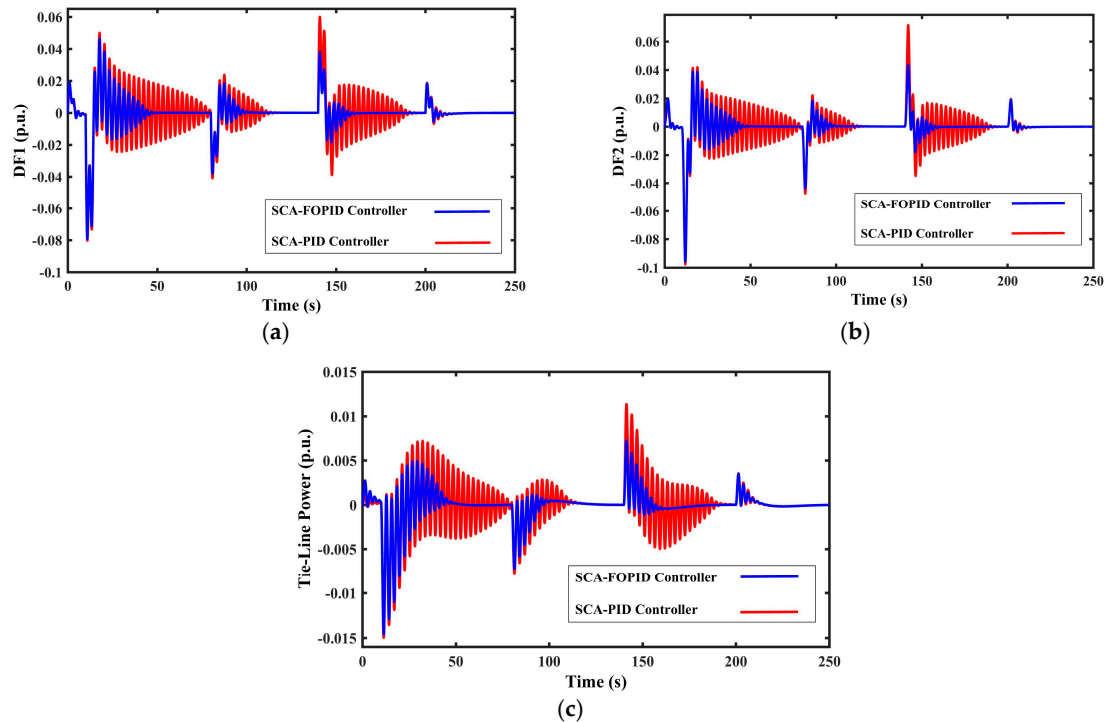 0.06
0.04
0.02
0
-0.02
-0.04
-0.06
-0.08
-0.1
DF1 (p.u.)
SCA-FOPID Controller
SCA-PID Controller
0 50 100 150 200 250
Time (s)
(a)
0.08
0.06
0.04
0.02
0
-0.02
-0.04
-0.06
-0.08
-0.1
DF2 (p.u.)
SCA-FOPID Controller
SCA-PID Controller
0 50 100 150 200 250
Time (s)
(b)
0.015
0.01
0.005
0
-0.005
-0.01
-0.015
Tie-Line Power (p.u.)
SCA-FOPID Controller
SCA-PID Controller
0 50 100 150 200 250
Time (s)
(c)